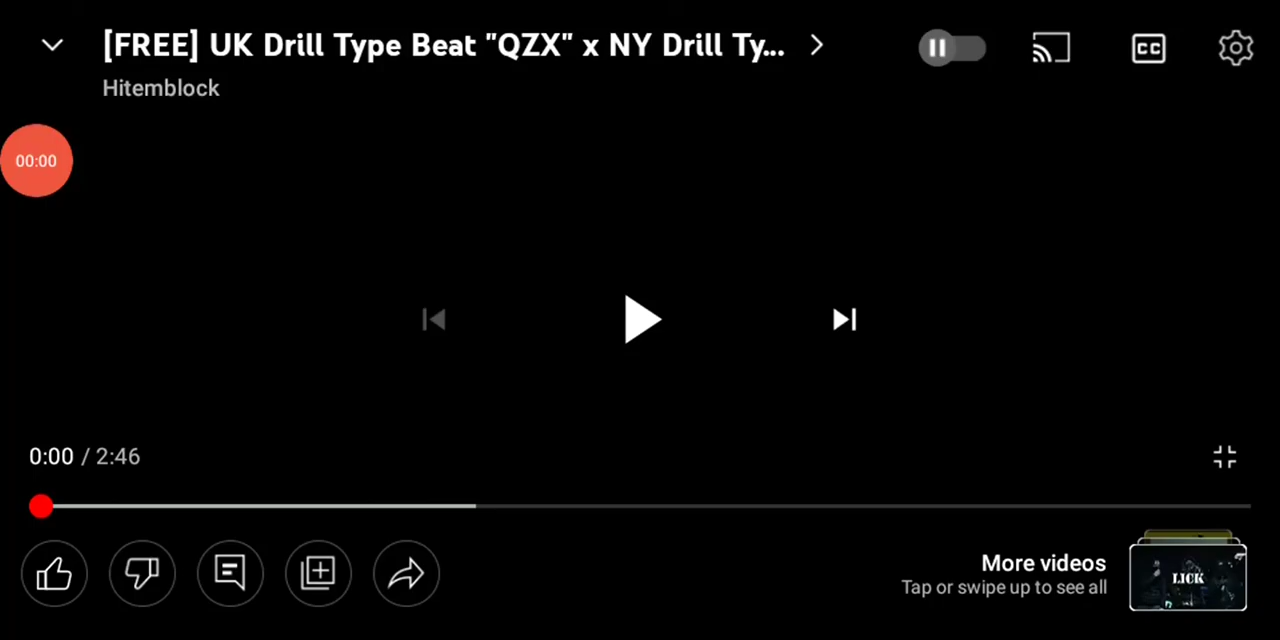 [FREE] UK Drill Type Beat "QZX" x NY Drill Ty...
CC
Hitemblock
00:00
0:00 / 2:46
More videos
Tap or swipe up to see all
LICK